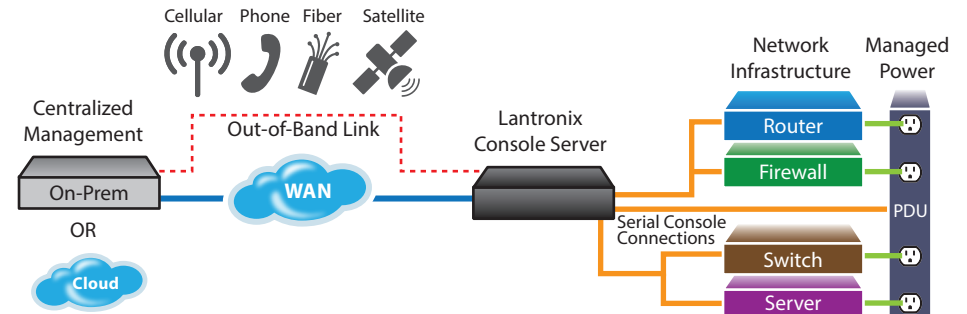 Cellular
Phone
Fiber
Satellite
Network
Infrastructure
Managed
Power
Centralized
Management
Out-of-Band Link
Lantronix
Console Server
Router
Firewall
On-Prem
WAN
PDU
OR
Serial Console
Connections
Switch
Cloud
Server